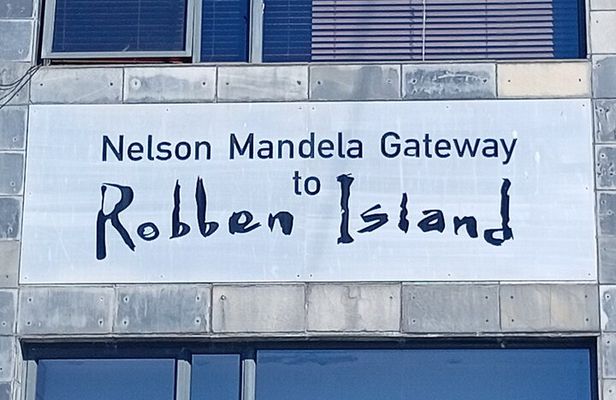 Nelson Mandela Gateway
to
Robben Island